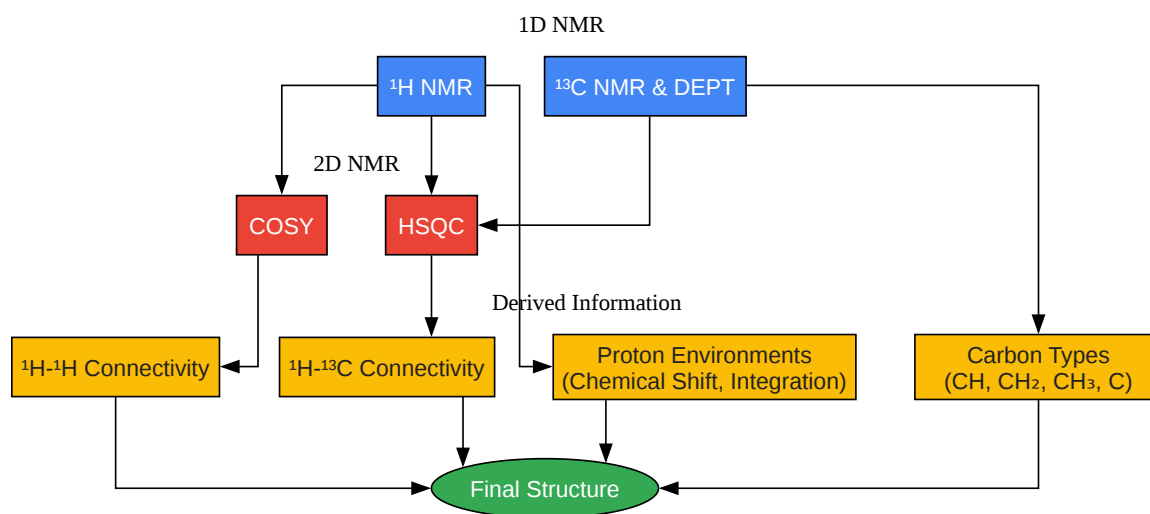 1D NMR
¹H NMR
¹³C NMR & DEPT
2D NMR
COSY
HSQC
Derived Information
¹H-¹H Connectivity
¹H-¹³C Connectivity
Proton Environments
(Chemical Shift, Integration)
Carbon Types
(CH, CH₂, CH₃, C)
Final Structure